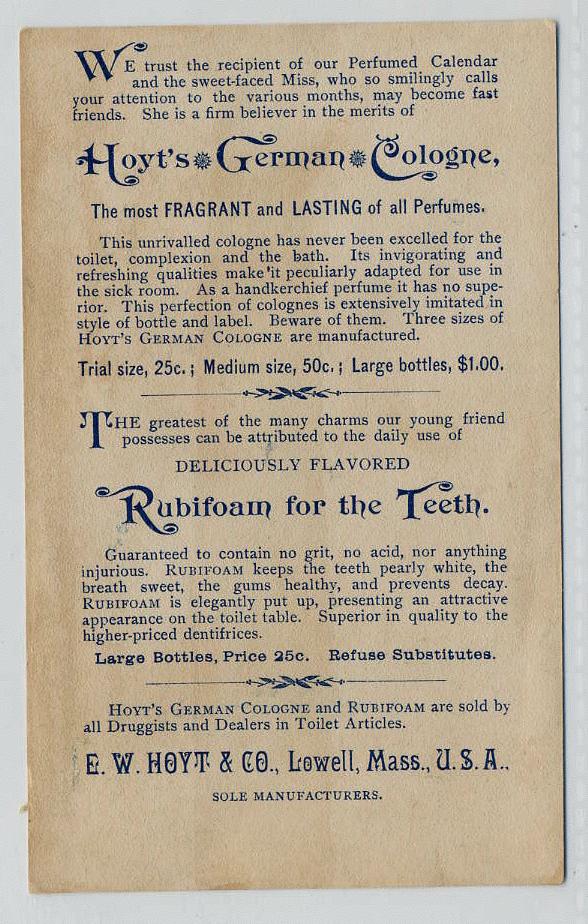 WE trust the recipient of our Perfumed Calendar
and the sweet-faced Miss, who so smilingly calls
your attention to the various months, may become fast
friends. She is a firm believer in the merits of
Hoyt's German Cologne,
The most FRAGRANT and LASTING of all Perfumes.
This unrivalled cologne has never been excelled for the
toilet, complexion and the bath. Its invigorating and
refreshing qualities make it peculiarly adapted for use in
the sick room. As a handkerchief perfume it has no supe-
rior. This perfection of colognes is extensively imitated in
style of bottle and label. Beware of them. Three sizes of
HOYT'S GERMAN COLOGNE are manufactured.
Trial size, 25c.; Medium size, 50c.; Large bottles, $1.00.
THE greatest of the many charms our young friend
possesses can be attributed to the daily use of
DELICIOUSLY FLAVORED
Rubifoam for the Teeth.
Guaranteed to contain no grit, no acid, nor anything
injurious. RUBIFOAM keeps the teeth pearly white, the
breath sweet, the gums healthy, and prevents decay.
RUBIFOAM is elegantly put up, presenting an attractive
appearance on the toilet table. Superior in quality to the
higher-priced dentifrices.
Large Bottles, Price 25c. Refuse Substitutes.
HOYT'S GERMAN COLOGNE and RUBIFOAM are sold by
all Druggists and Dealers in Toilet Articles.
E. W. HOYT & CO., Lowell, Mass., U. S. A.,
SOLE MANUFACTURERS.